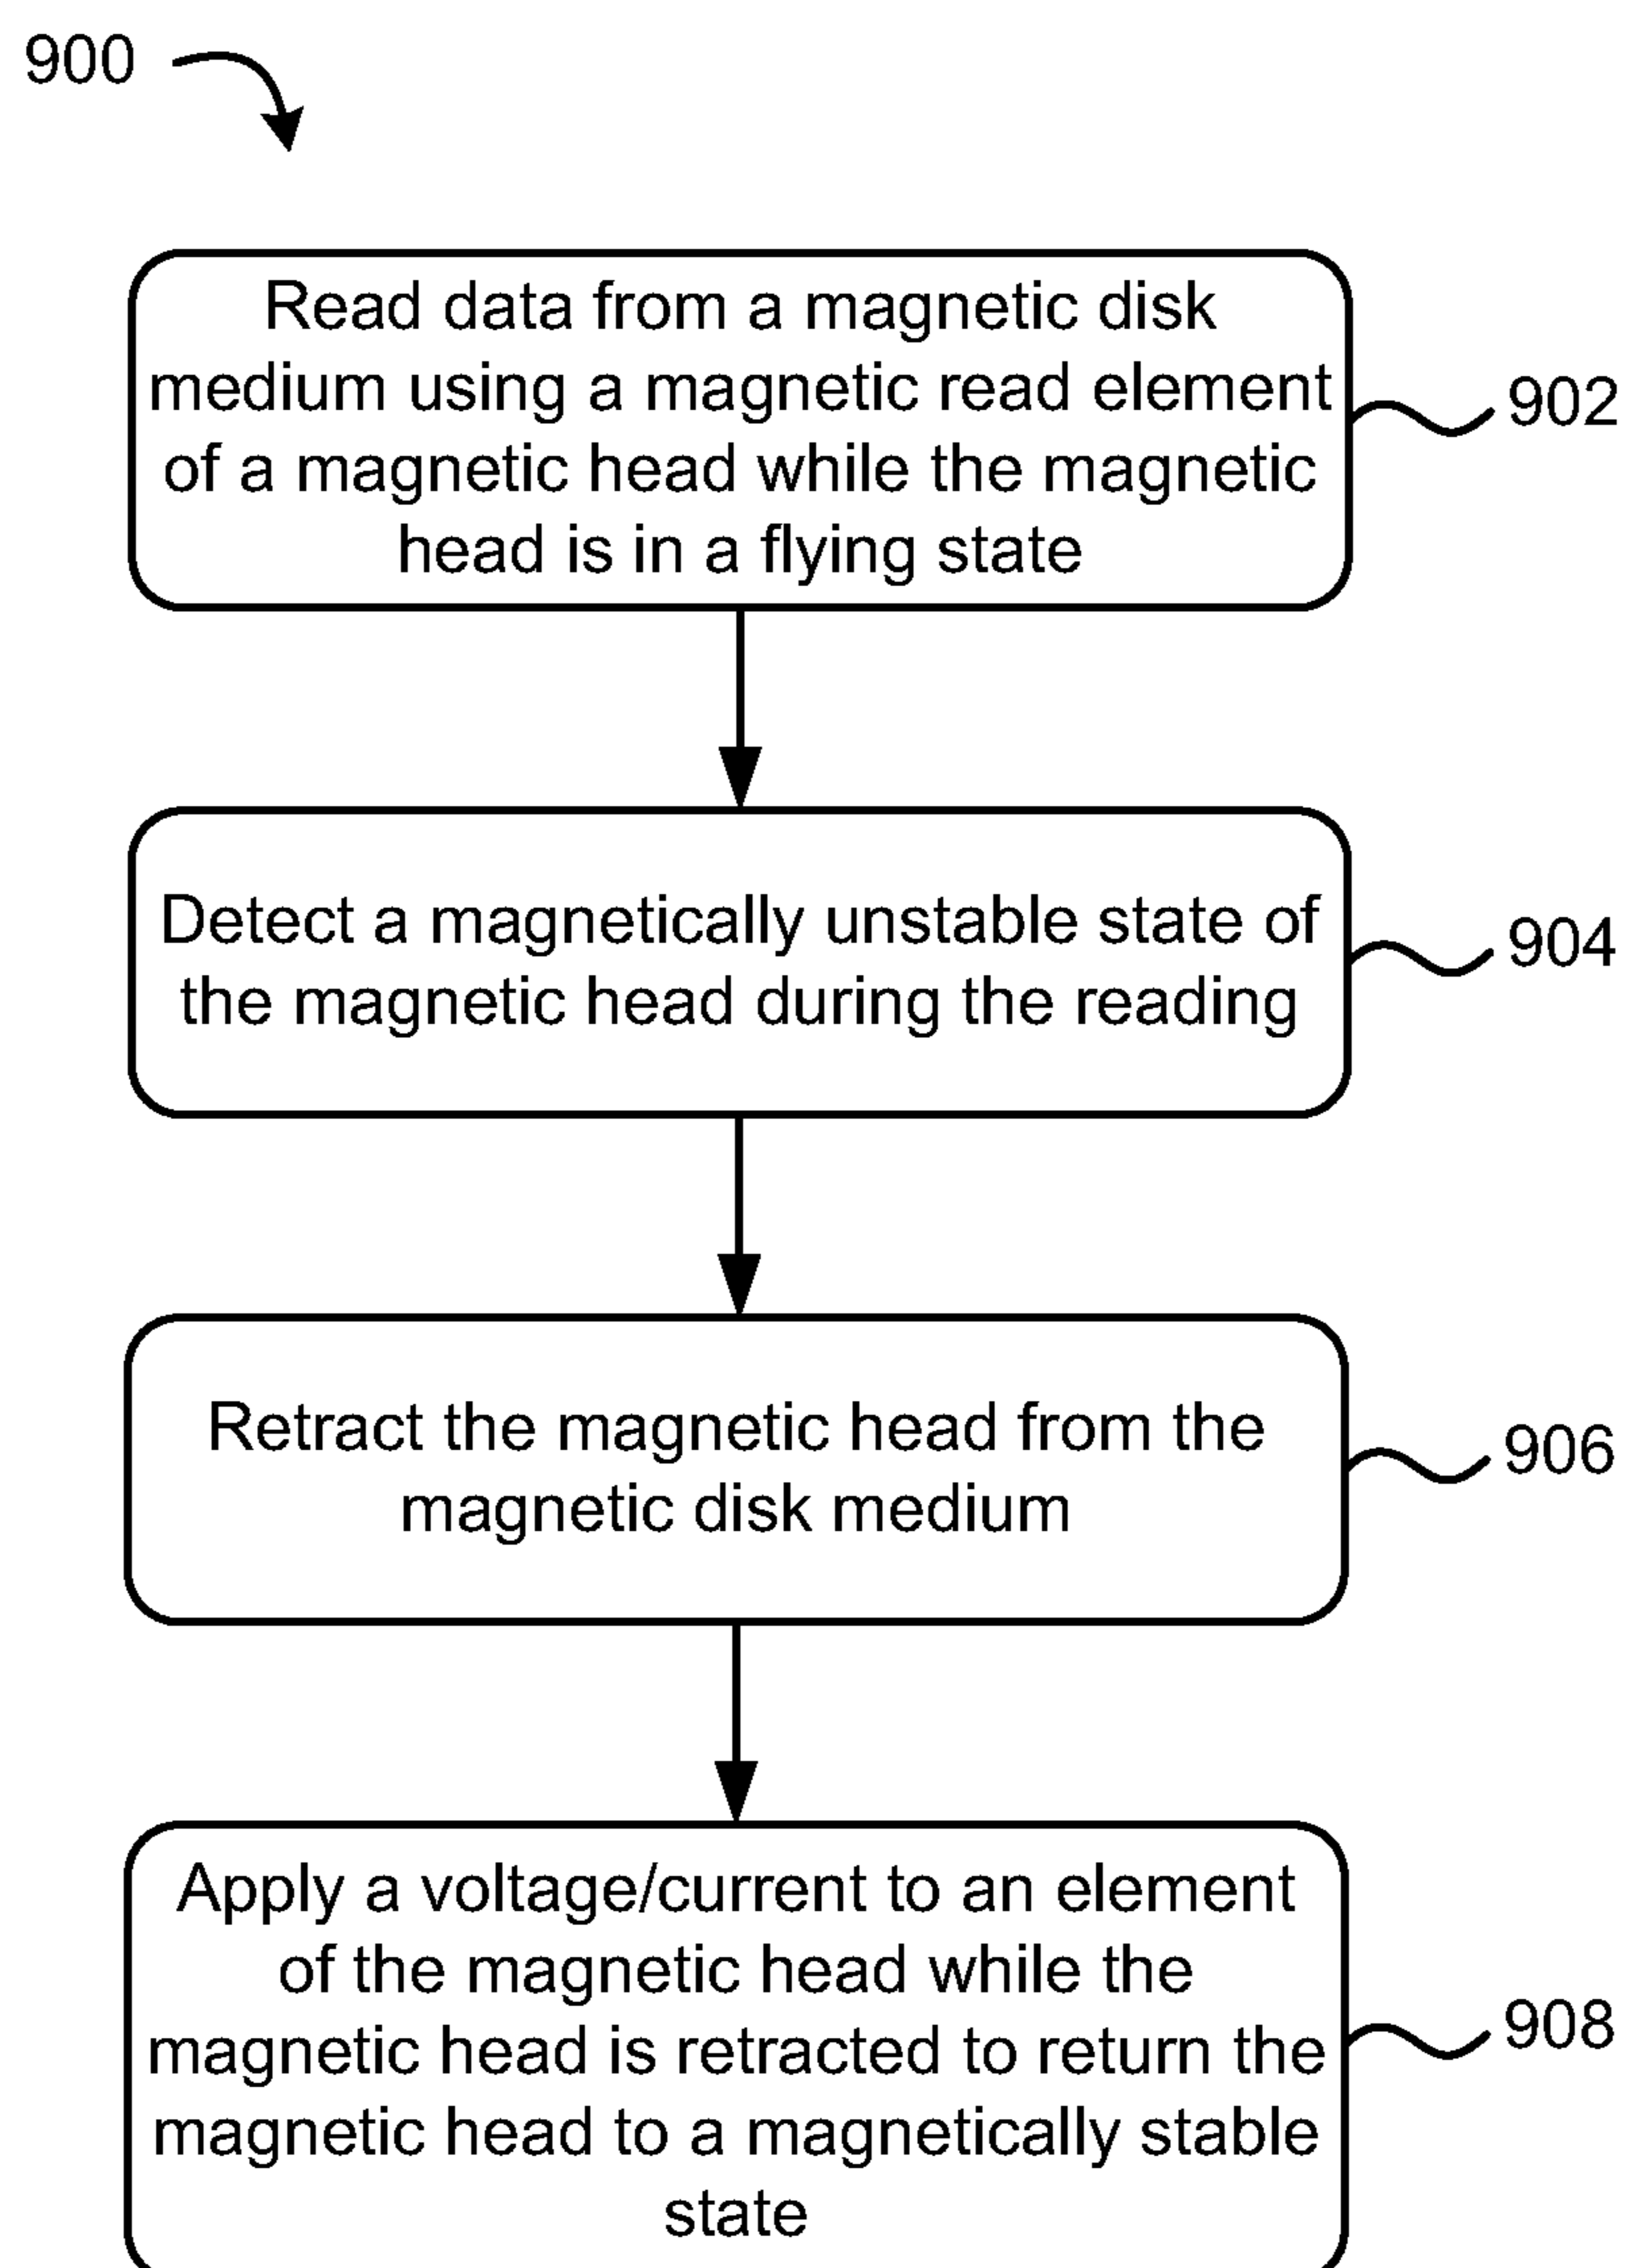 900
Read data from a magnetic disk
medium using a magnetic read element
of a magnetic head while the magnetic
head is in a flying state
902
Detect a magnetically unstable state of
the magnetic head during the reading
904
Retract the magnetic head from the
magnetic disk medium
906
Apply a voltage/current to an element
of the magnetic head while the
magnetic head is retracted to return the
magnetic head to a magnetically stable
state
908